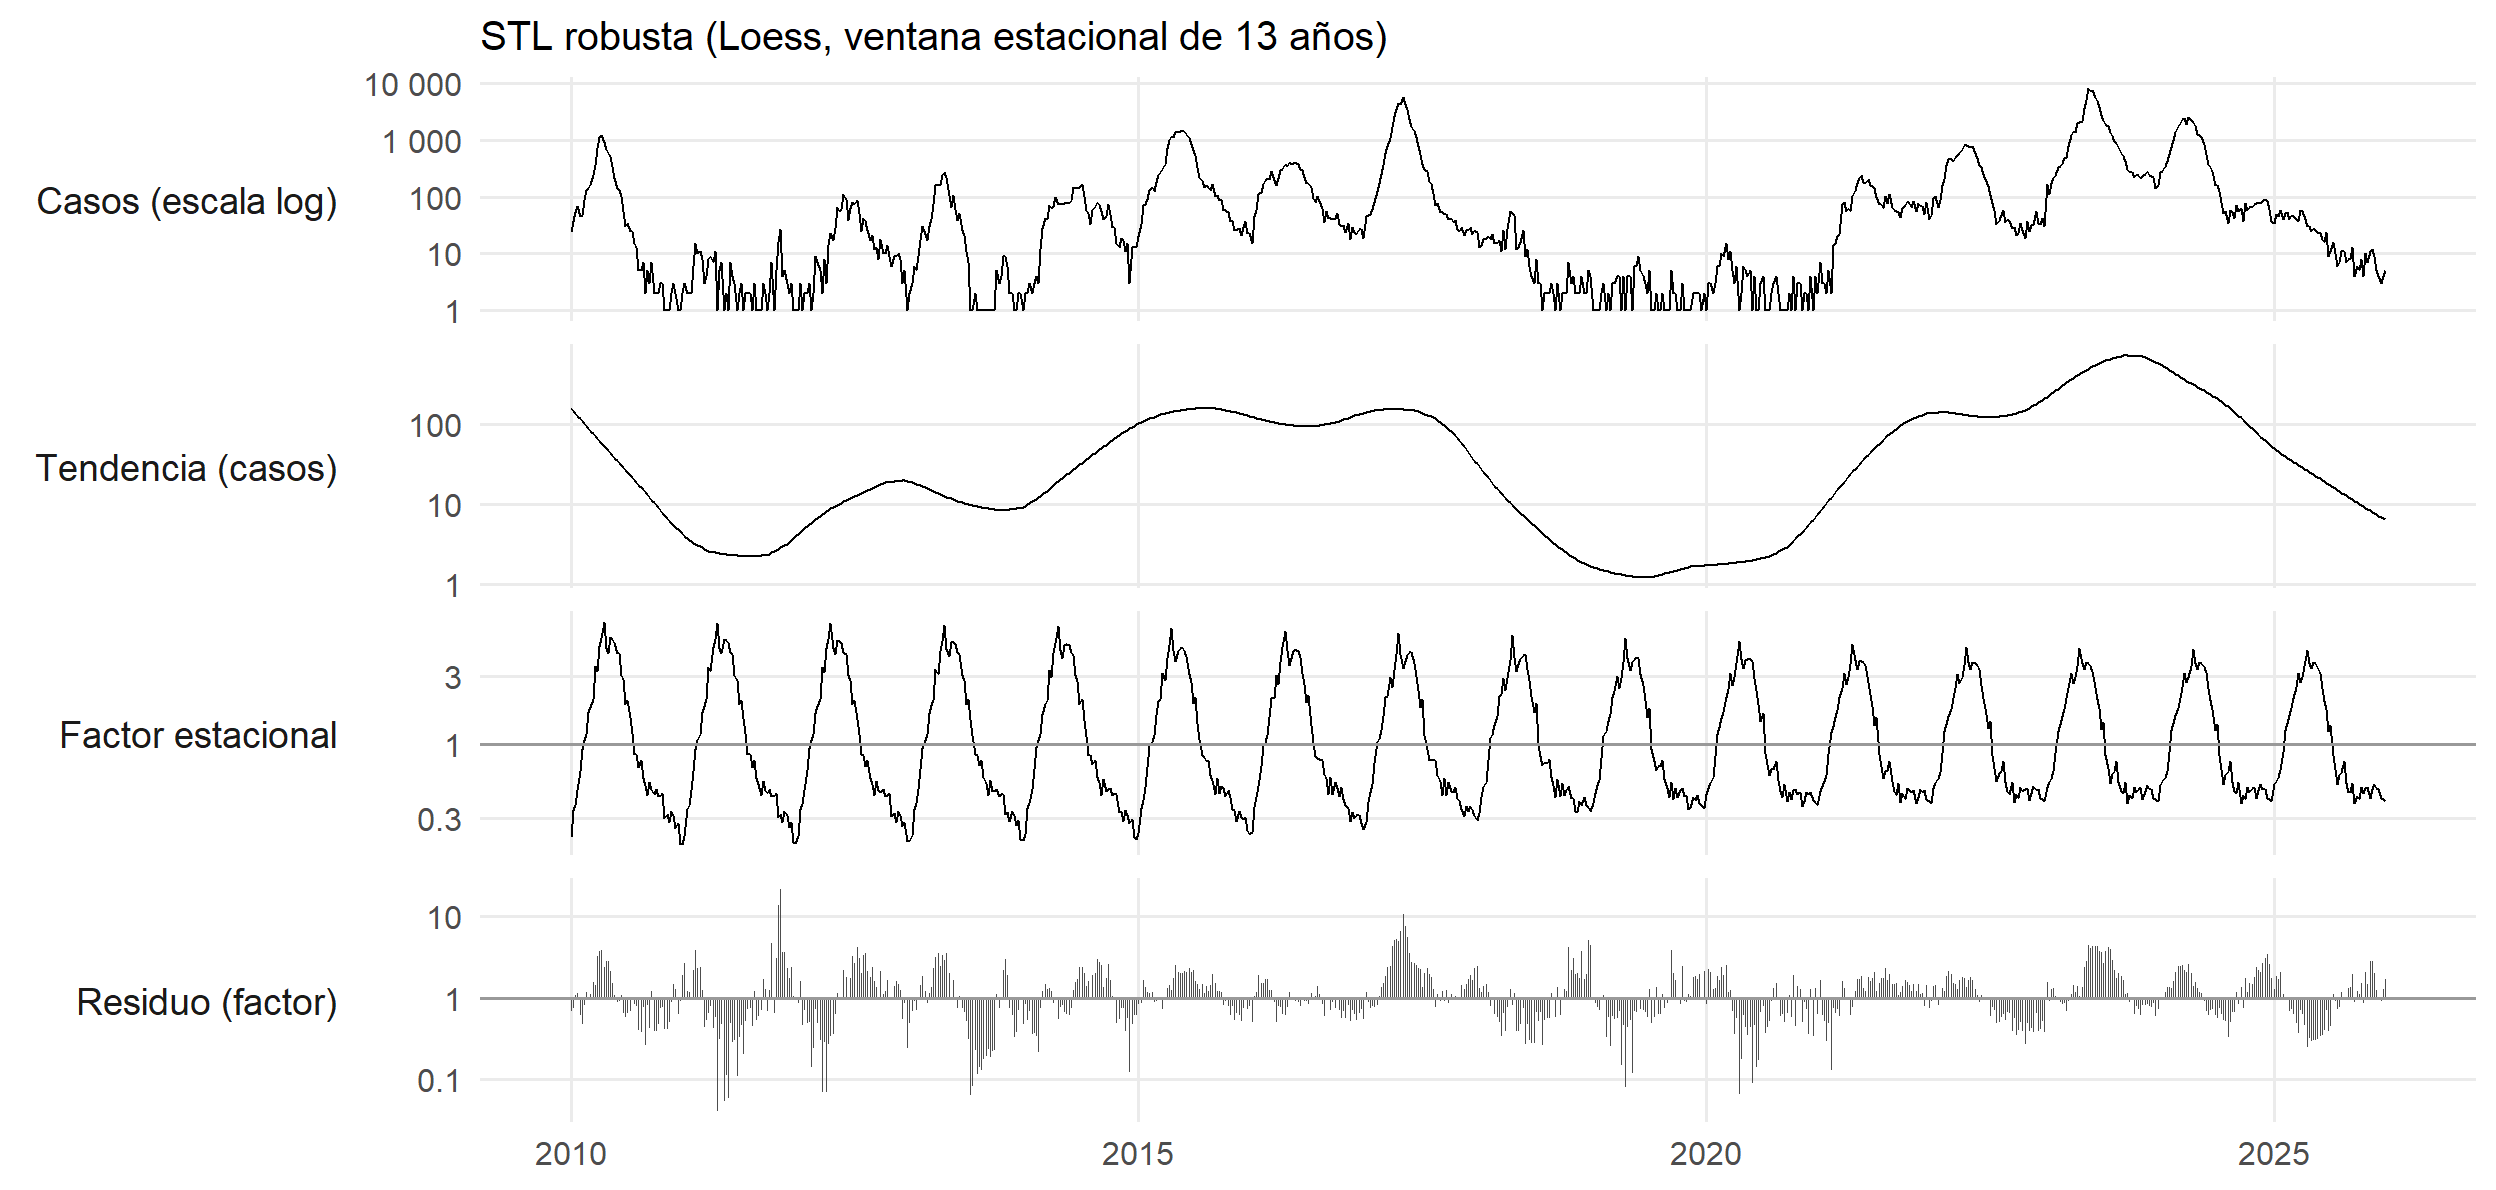 STL robusta (Loess, ventana estacional de 13 años)
Casos (escala log)
10 000
1 000
100
10
1
Tendencia (casos)
100
10
1
Factor estacional
3
1
0.3
Residuo (factor)
10
1
0.1
2010 2015 2020 2025